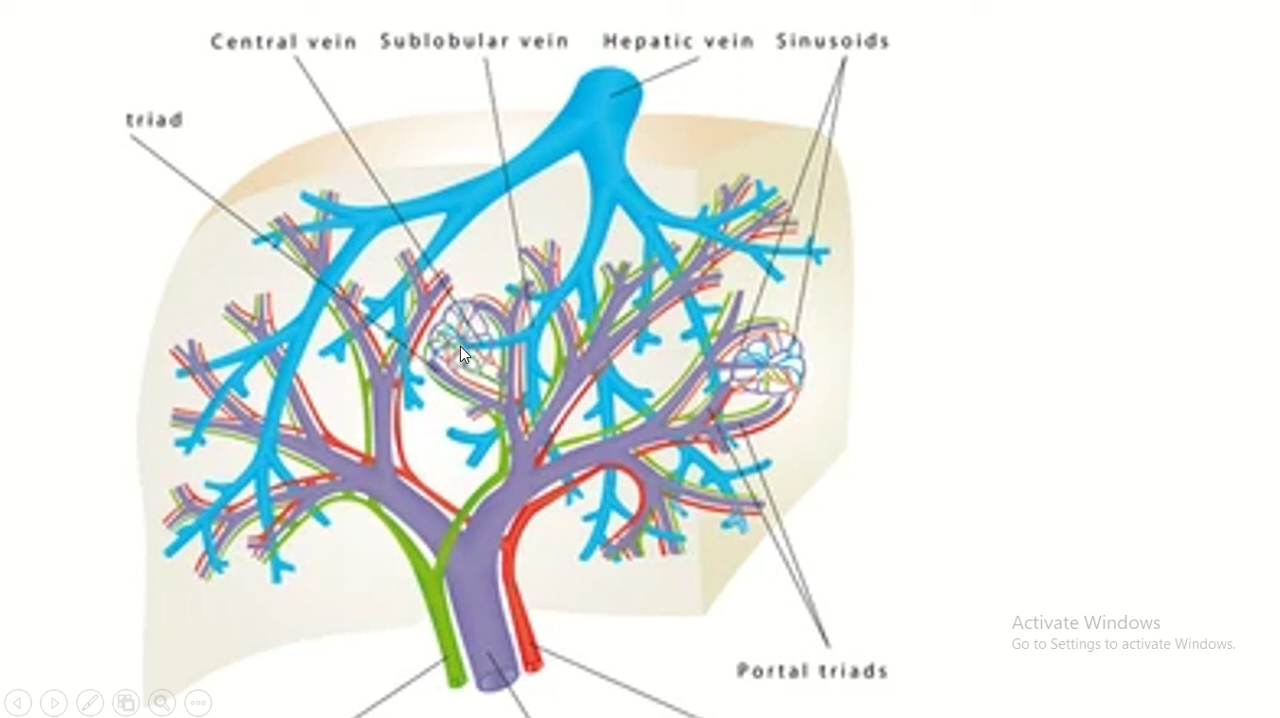 Central vein Sublobular vein Hepatic vein Sinusoids
triad
Activate Windows
Go to Settings to activate Windows.
Portal triads